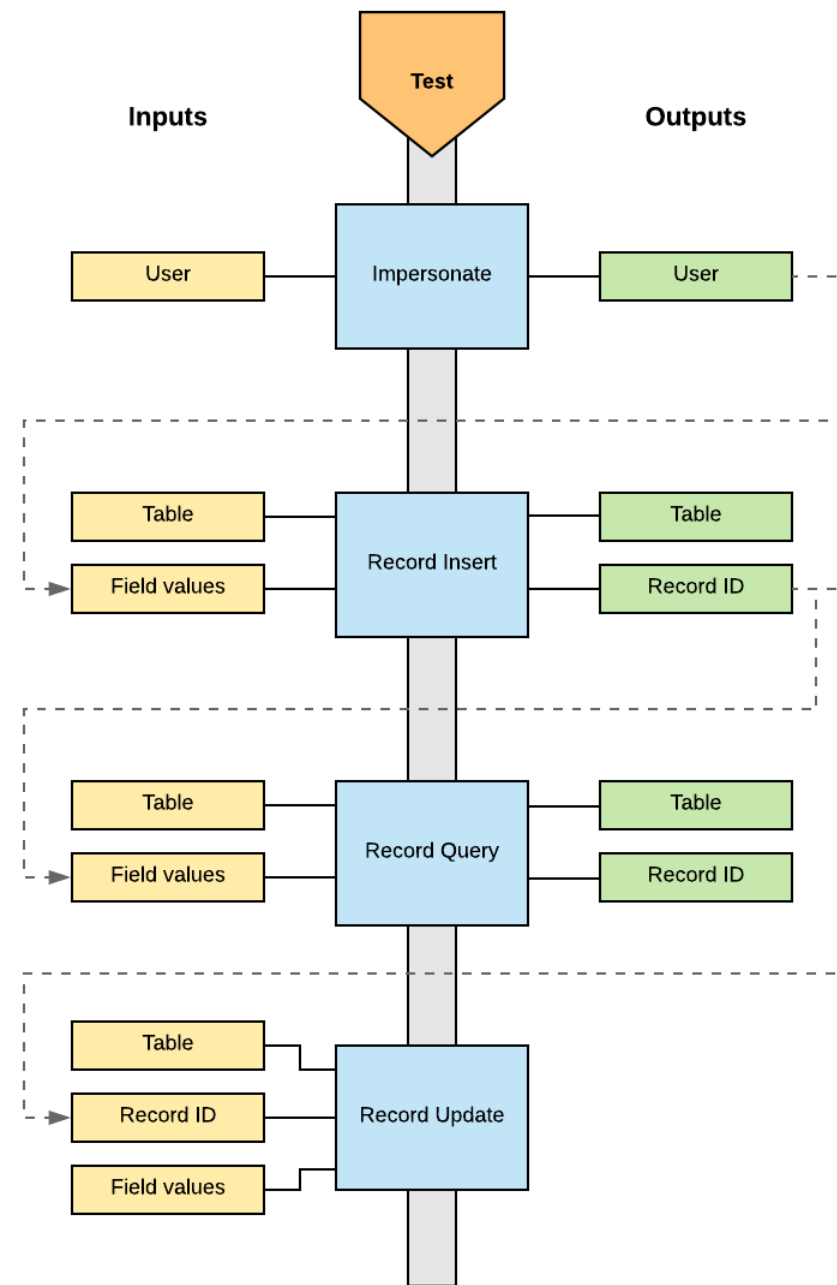 Test
Inputs
Outputs
User
Impersonate
User
Table
Table
Record Insert
Field values
Record ID
Table
Table
Record Query
Field values
Record ID
Table
Record ID
Record Update
Field values